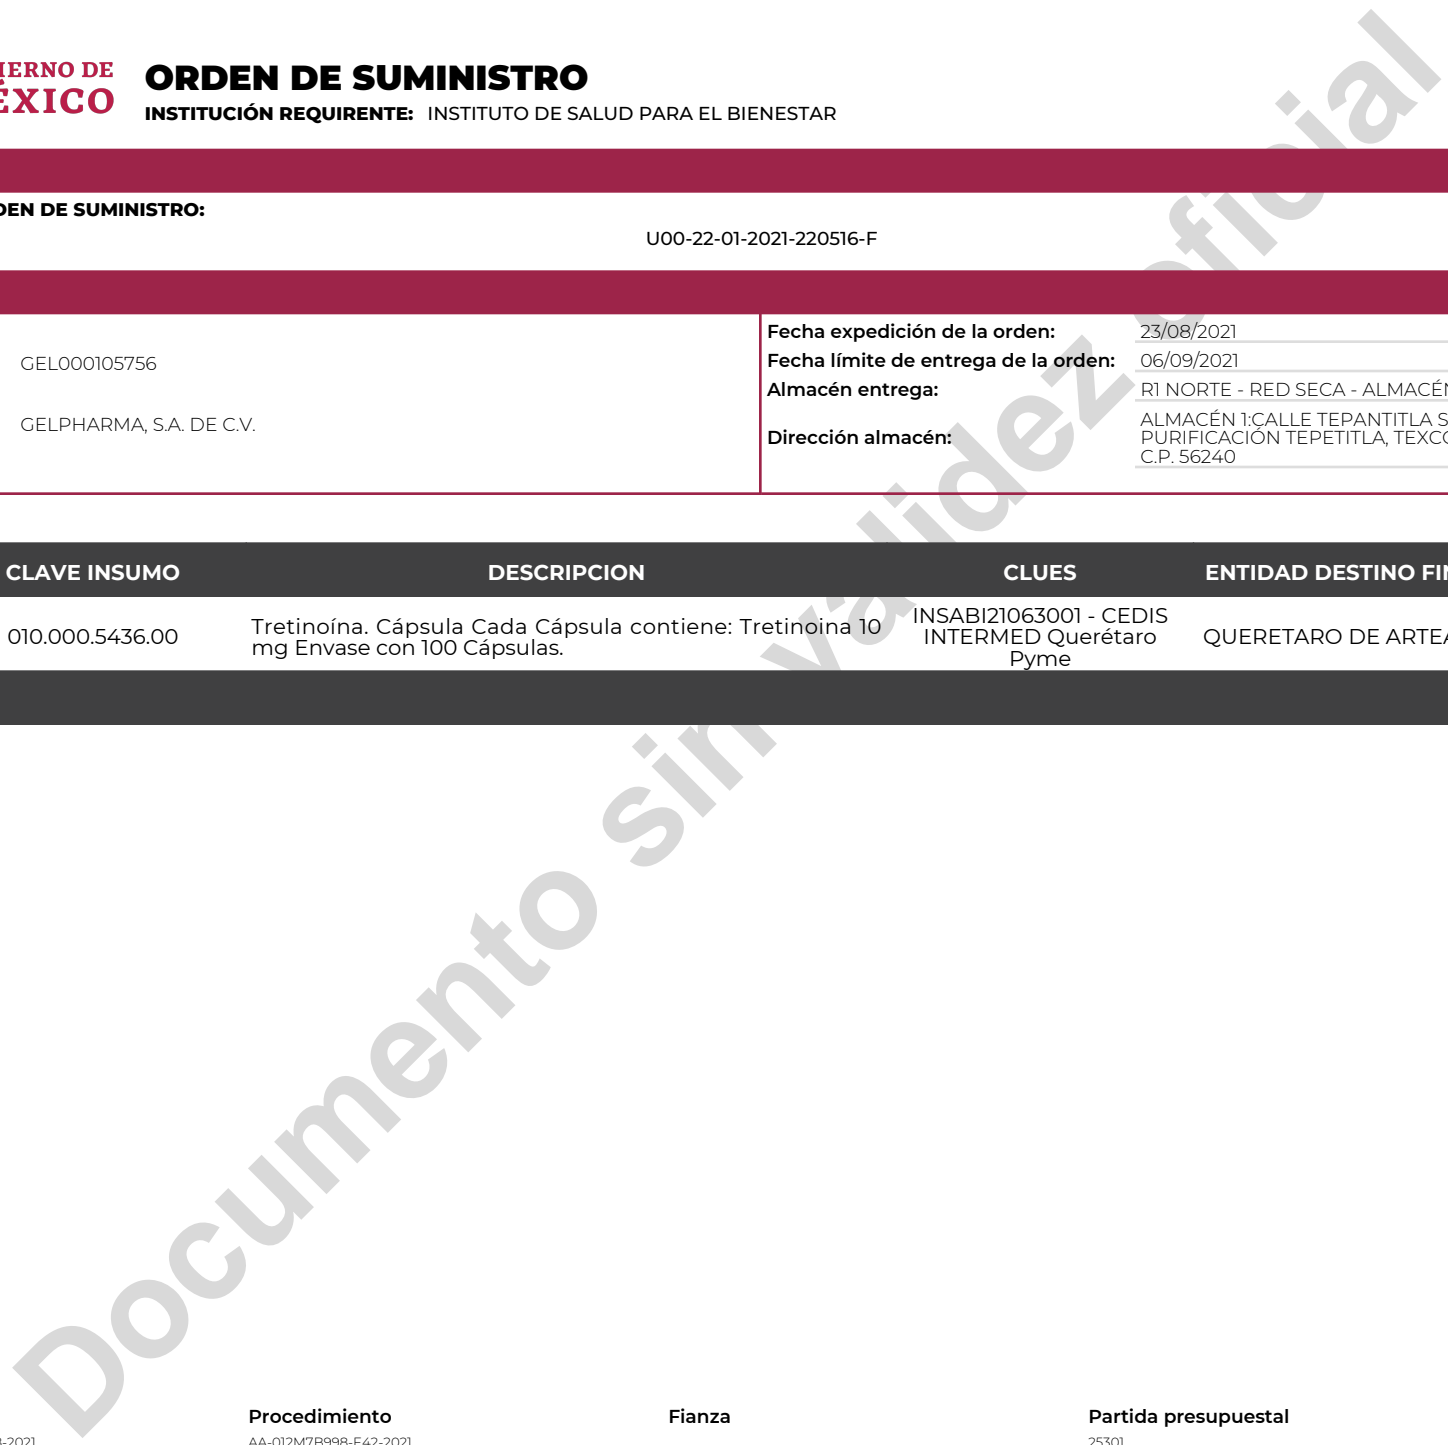 IERNO DE
ÉXICO
ORDEN DE SUMINISTRO
INSTITUCIÓN REQUIRENTE: INSTITUTO DE SALUD PARA EL BIENESTAR
DEN DE SUMINISTRO:
U00-22-01-2021-220516-F
GEL000105756
GELPHARMA, S.A. DE C.V.
Fecha expedición de la orden: 23/08/2021
Fecha límite de entrega de la orden: 06/09/2021
Almacén entrega: R1 NORTE - RED SECA - ALMACÉN
Dirección almacén:
ALMACÉN 1:CALLE TEPANTITLA S
PURIFICACIÓN TEPETITLA, TEXCO
C.P. 56240
CLAVE INSUMO DESCRIPCION CLUES ENTIDAD DESTINO FIN
010.000.5436.00
Tretinoína. Cápsula Cada Cápsula contiene: Tretinoina 10
mg Envase con 100 Cápsulas.
INSABI21063001 - CEDIS
INTERMED Querétaro
Pyme
QUERETARO DE ARTEA
Documento sin validez oficial
Procedimiento Fianza Partida presupuestal
-2021 AA-012M7B998-E42-2021 25301